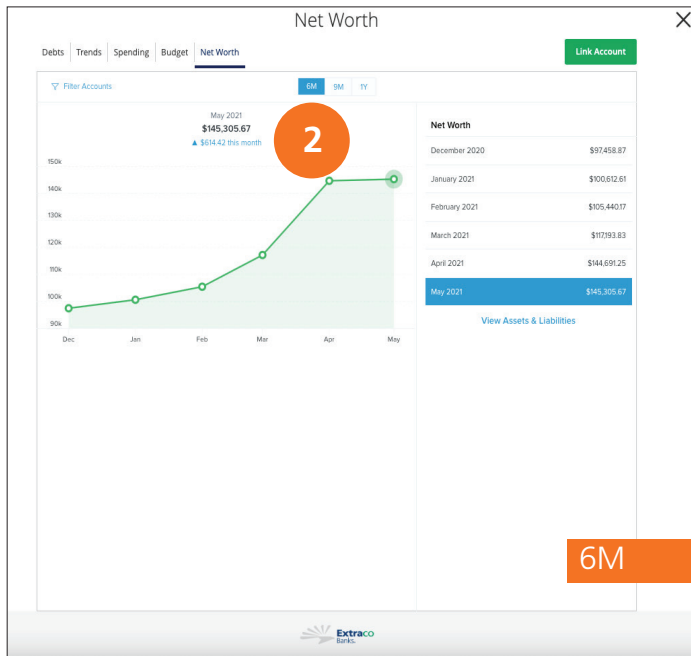 Net Worth
Debts Trends Spending Budget Net Worth
Link Account
Filter Accounts
6M 9M 1Y
May 2021
$145,305.67
▲ $614.42 this month
2
150k
140k
130k
120k
110k
100k
90k
Dec Jan Feb Mar Apr May
Net Worth
December 2020 $97,458.87
January 2021 $100,612.61
February 2021 $105,440.17
March 2021 $117,193.83
April 2021 $144,691.25
May 2021 $145,305.67
View Assets & Liabilities
6M
Extraco
Banks.